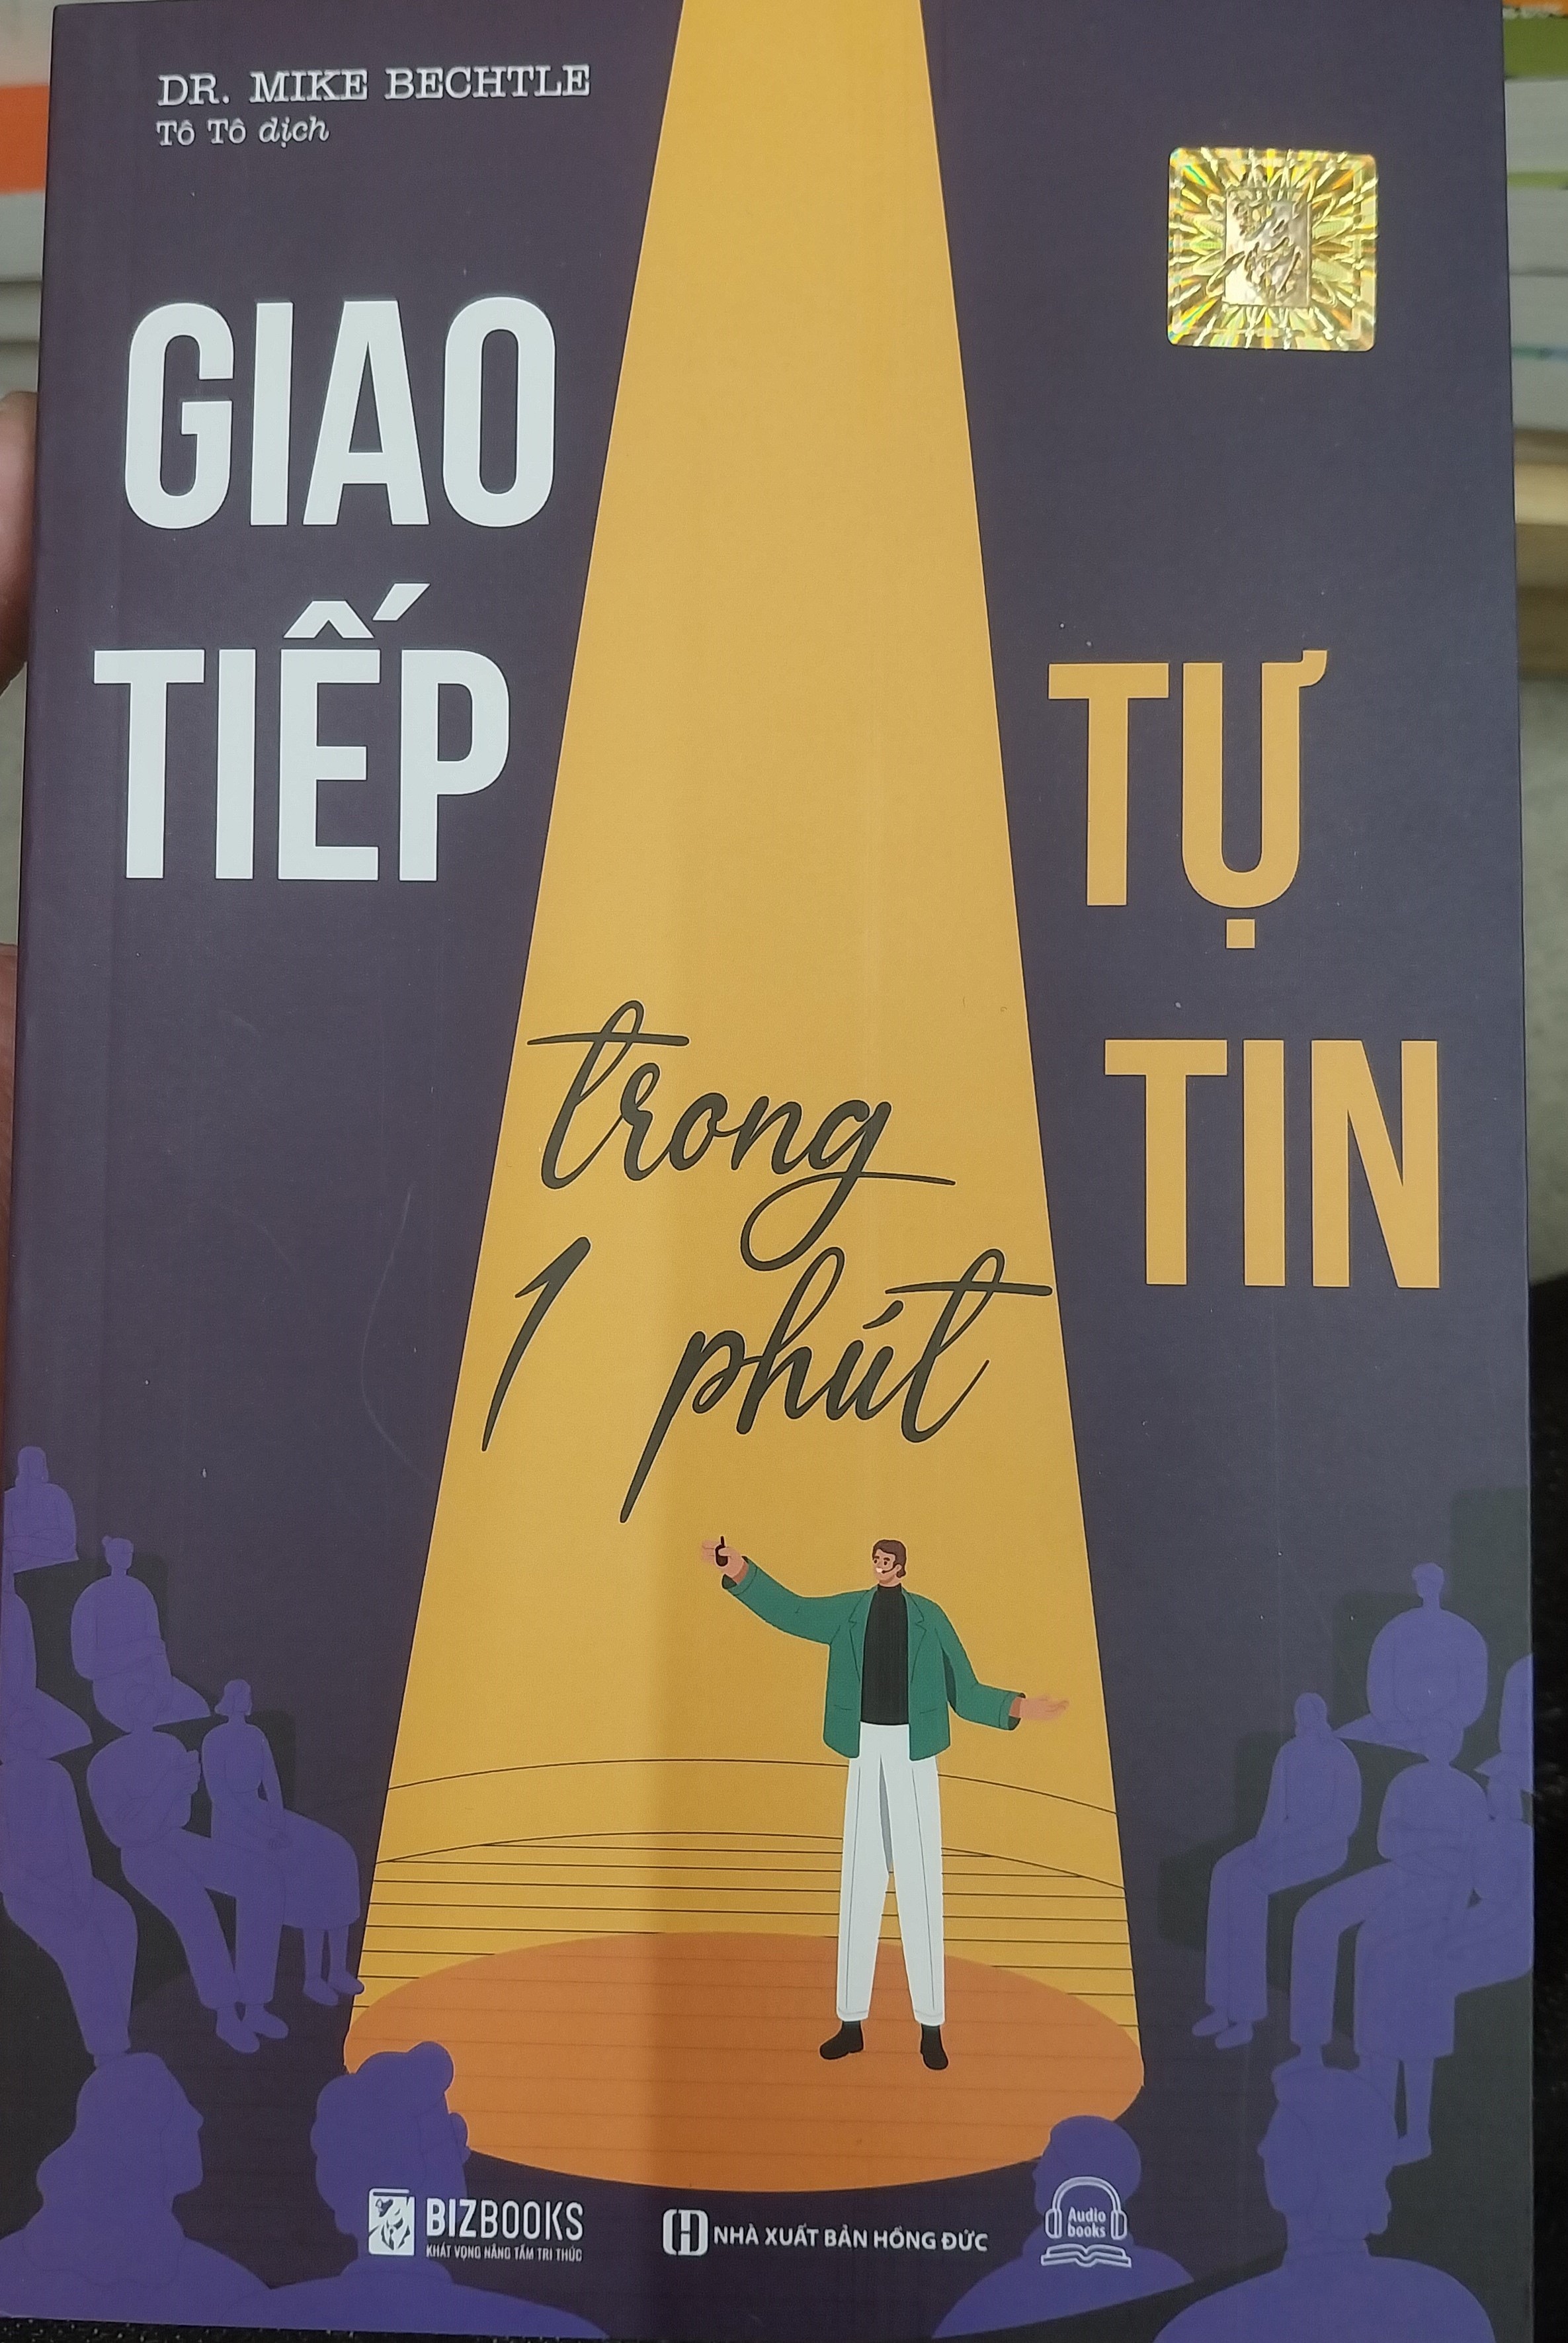 DR. MIKE BECHTLE
Tô Tô dịch
GIAO
TIẾP
TỰ
TIN
trong
1 phút
BIZBOOKS
KHÁT VỌNG NÂNG TẦM TRI THỨC
NHÀ XUẤT BẢN HỒNG ĐỨC
Audio
books